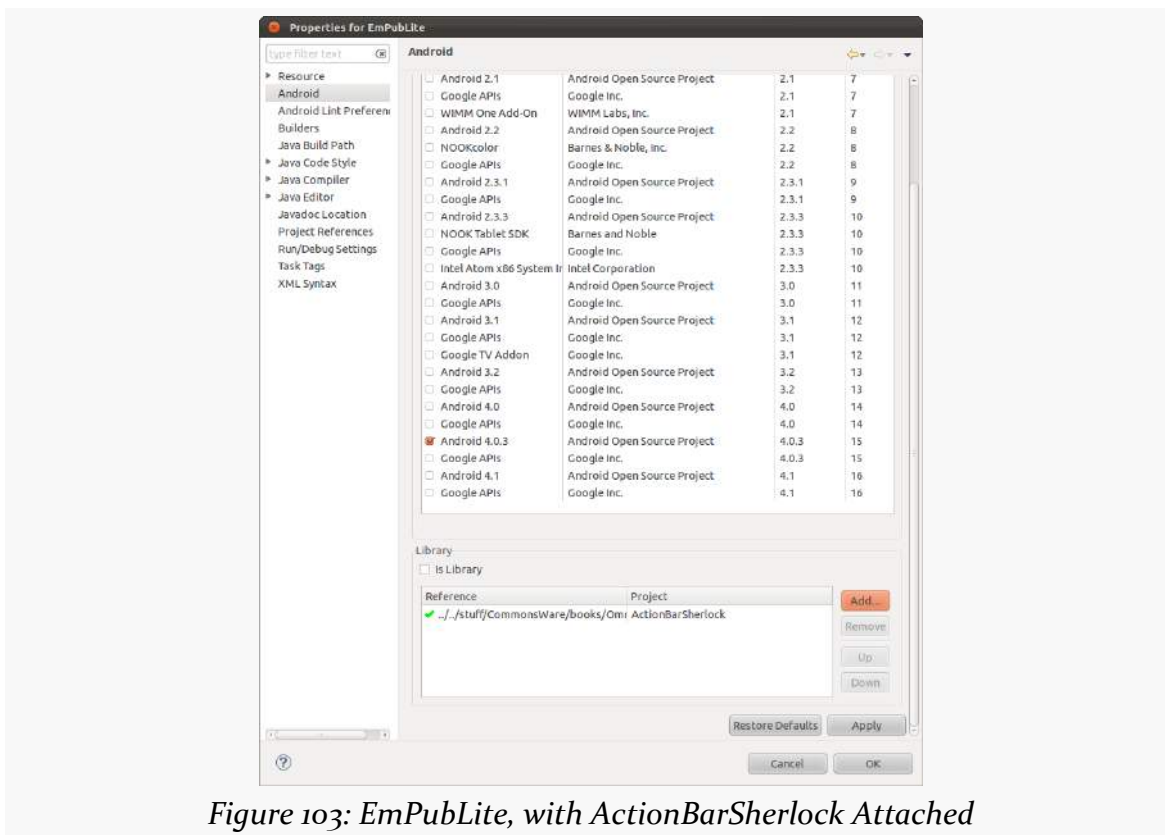 Properties for EmPubLite
type filter text
Android
Resource
Android
Android Lint Preferen
Builders
Java Build Path
Java Code Style
Java Compiler
Java Editor
Javadoc Location
Project References
Run/Debug Settings
Task Tags
XML Syntax
Android 2.1 Android Open Source Project 2.1 7
Google APIs Google Inc. 2.1 7
WIMM One Add-On WIMM Labs, Inc. 2.1 7
Android 2.2 Android Open Source Project 2.2 8
NOOKcolor Barnes & Noble, Inc. 2.2 8
Google APIs Google Inc. 2.2 8
Android 2.3.1 Android Open Source Project 2.3.1 9
Google APIs Google Inc. 2.3.1 9
Android 2.3.3 Android Open Source Project 2.3.3 10
NOOK Tablet SDK Barnes and Noble 2.3.3 10
Google APIs Google Inc. 2.3.3 10
Intel Atom x86 System Ir Intel Corporation 2.3.3 10
Android 3.0 Android Open Source Project 3.0 11
Google APIs Google Inc. 3.0 11
Android 3.1 Android Open Source Project 3.1 12
Google APIs Google Inc. 3.1 12
Google TV Addon Google Inc. 3.1 12
Android 3.2 Android Open Source Project 3.2 13
Google APIs Google Inc. 3.2 13
Android 4.0 Android Open Source Project 4.0 14
Google APIs Google Inc. 4.0 14
Android 4.0.3 Android Open Source Project 4.0.3 15
Google APIs Google Inc. 4.0.3 15
Android 4.1 Android Open Source Project 4.1 16
Google APIs Google Inc. 4.1 16
Library
Is Library
Reference Project
../../stuff/CommonsWare/books/Omr ActionBarSherlock
Add...
Remove
Up
Down
Restore Defaults Apply
Cancel OK
Figure 103: EmPubLite, with ActionBarSherlock Attached